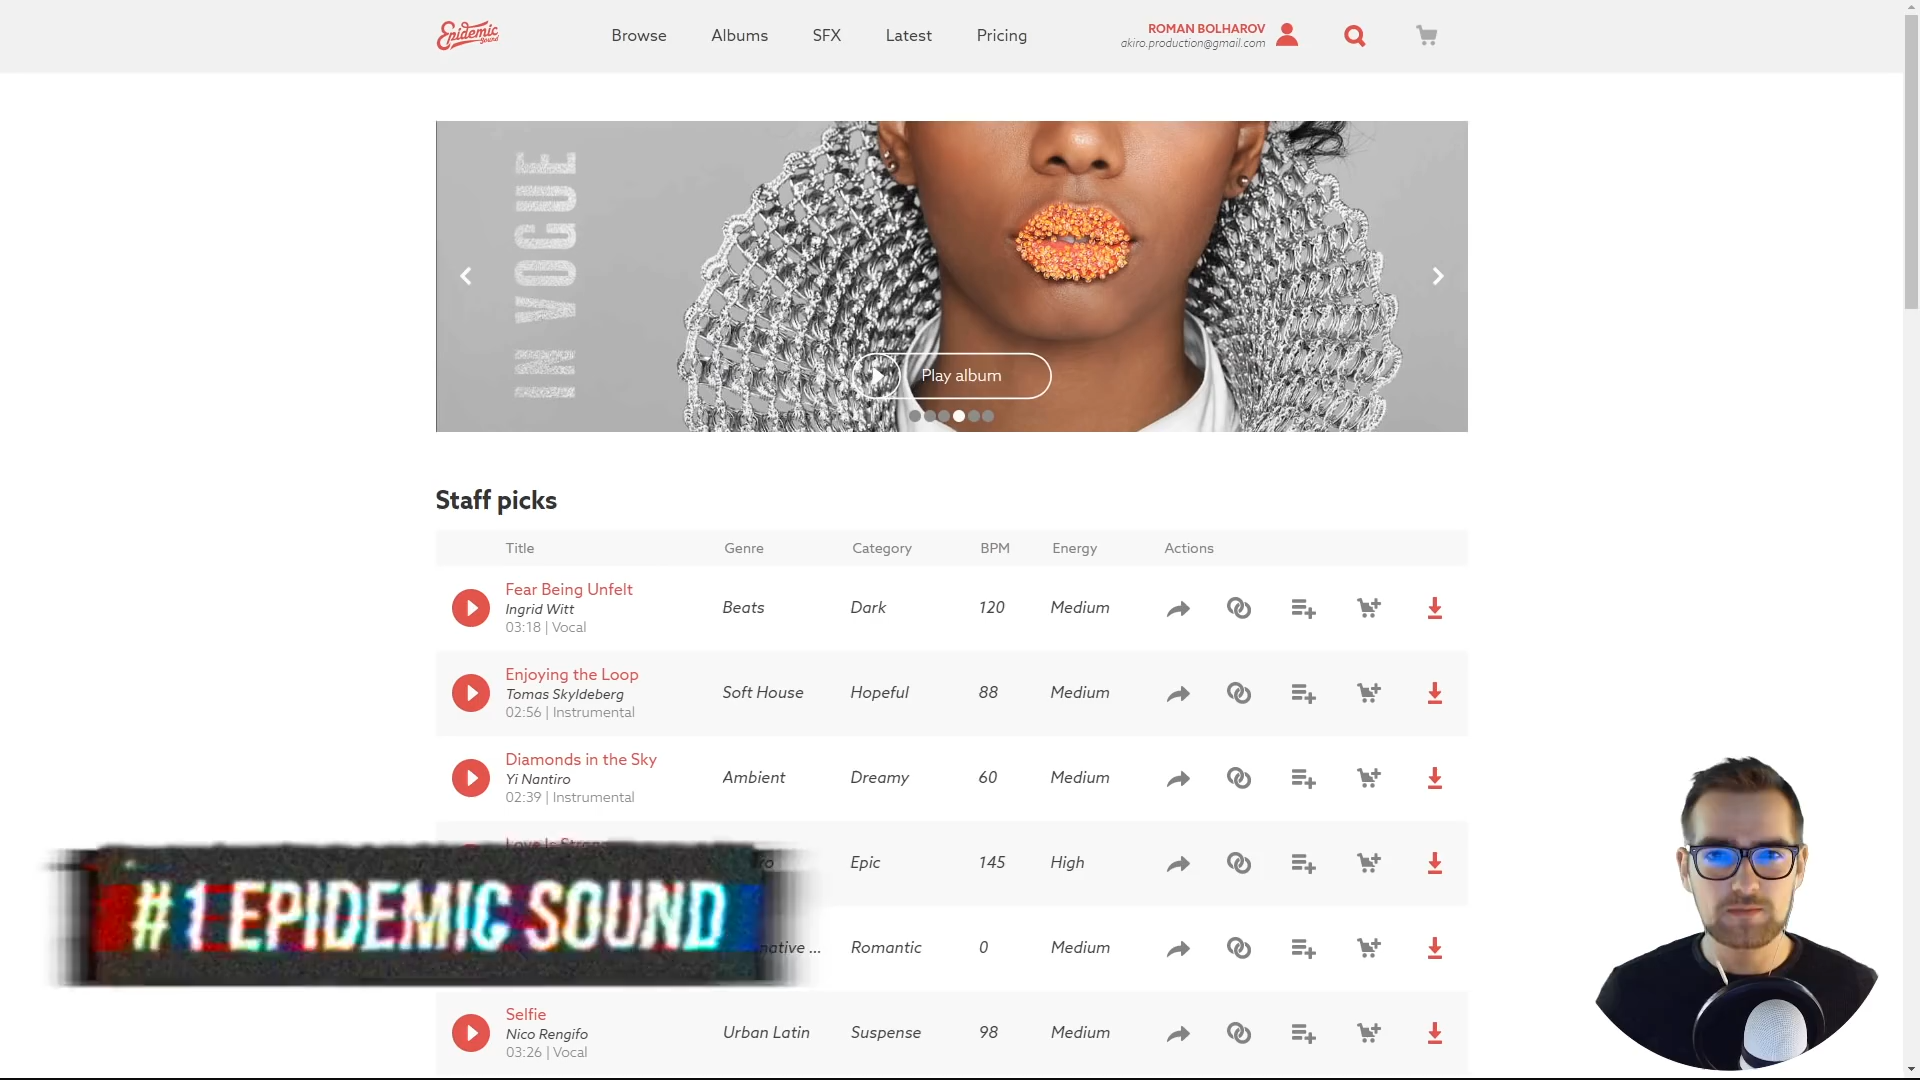 Epidemic
Sound
Browse
Albums
SFX
Latest
Pricing
ROMAN BOLHAROV
akiro.production@gmail.com
IN VOGUE
Play album
Staff picks
Title Genre Category BPM Energy Actions
Fear Being Unfelt
Ingrid Witt
03:18 | Vocal
Beats Dark 120 Medium
Enjoying the Loop
Tomas Skyldeberg
02:56 | Instrumental
Soft House Hopeful 88 Medium
Diamonds in the Sky
Yi Nantiro
02:39 | Instrumental
Ambient Dreamy 60 Medium
Epic 145 High
#1 EPIDEMIC SOUND
Romantic 0 Medium
Selfie
Nico Rengifo
03:26 | Vocal
Urban Latin Suspense 98 Medium